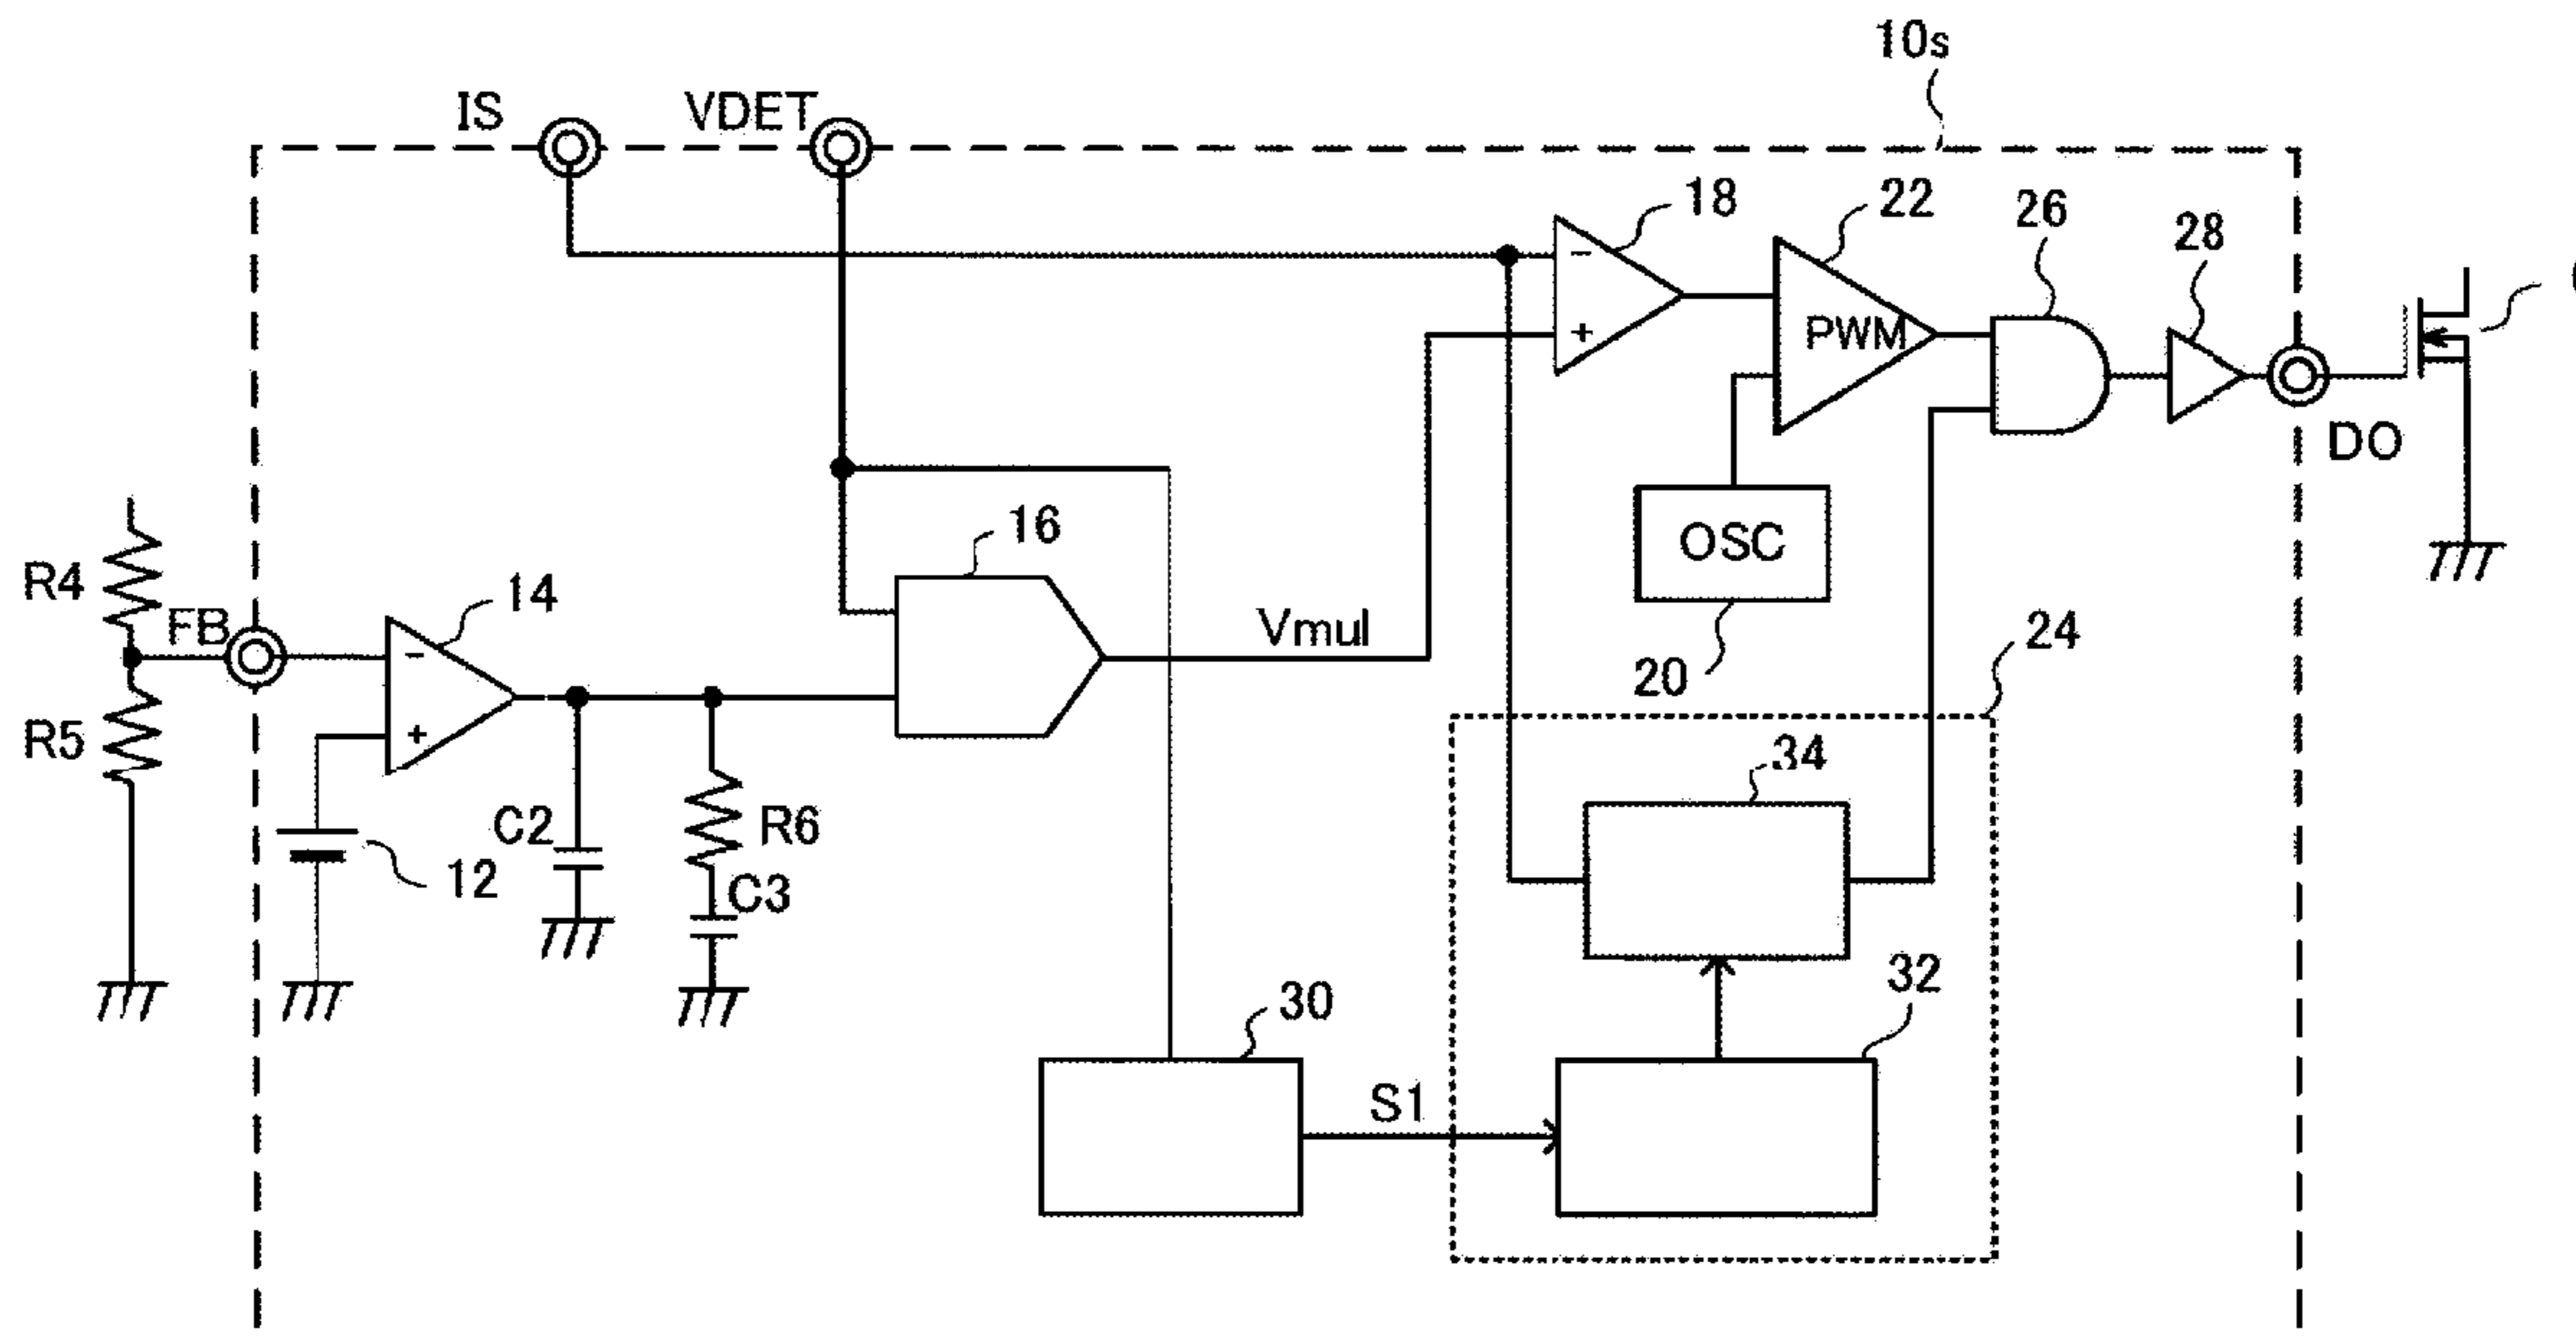 10s
IS
VDET
18
22
26
28
−
+
PWM
DO
OSC
16
14
R4
FB
−
+
Vmul
20
24
R5
34
R6
C2
12
C3
32
30
S1